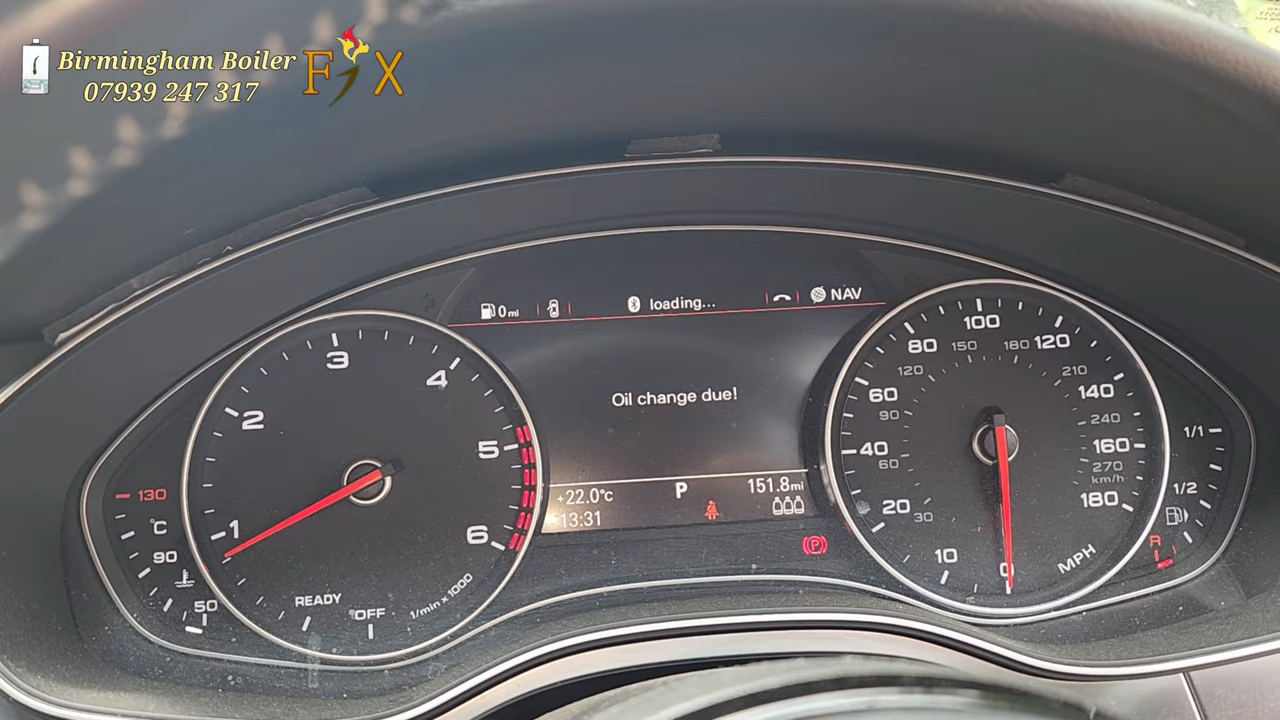 Birmingham Boiler
07939 247 317
FIX
0mi
loading...
NAV
Oil change due!
+22.0°C
P
151.8mi
13:31
(P)
130
°C
90
50
1
2
3
4
5
6
READY
OFF
1/min x 1000
0
10
20
40
60
80
100
120
140
160
180
30
60
90
120
150
180
210
240
270
km/h
MPH
1/1
1/2
R